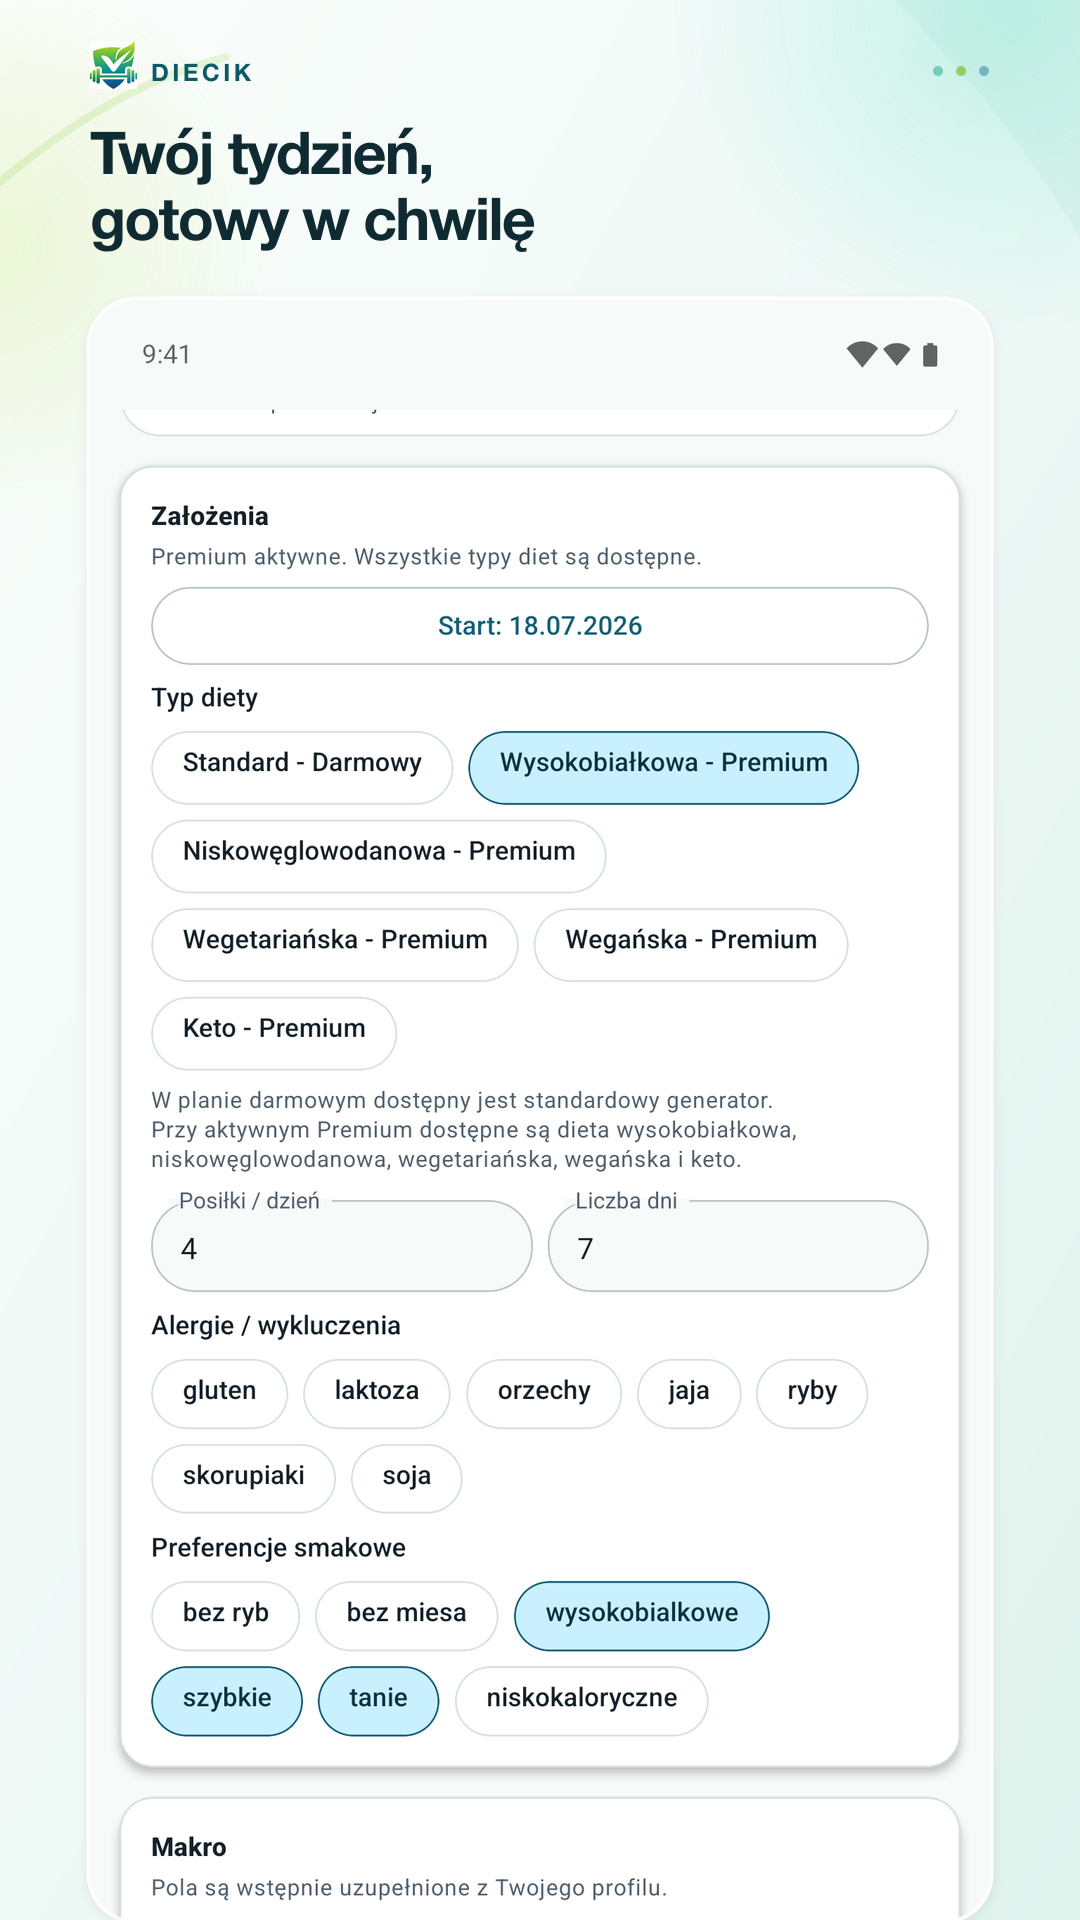 DIECIK
Twój tydzień,
gotowy w chwilę
9:41
Założenia
Premium aktywne. Wszystkie typy diet są dostępne.
Start: 18.07.2026
Typ diety
Standard - Darmowy
Wysokobiałkowa - Premium
Niskowęglowodanowa - Premium
Wegetariańska - Premium
Wegańska - Premium
Keto - Premium
W planie darmowym dostępny jest standardowy generator.
Przy aktywnym Premium dostępne są dieta wysokobiałkowa,
niskowęglowodanowa, wegetariańska, wegańska i keto.
Posiłki / dzień
4
Liczba dni
7
Alergie / wykluczenia
gluten
laktoza
orzechy
jaja
ryby
skorupiaki
soja
Preferencje smakowe
bez ryb
bez miesa
wysokobialkowe
szybkie
tanie
niskokaloryczne
Makro
Pola są wstępnie uzupełnione z Twojego profilu.